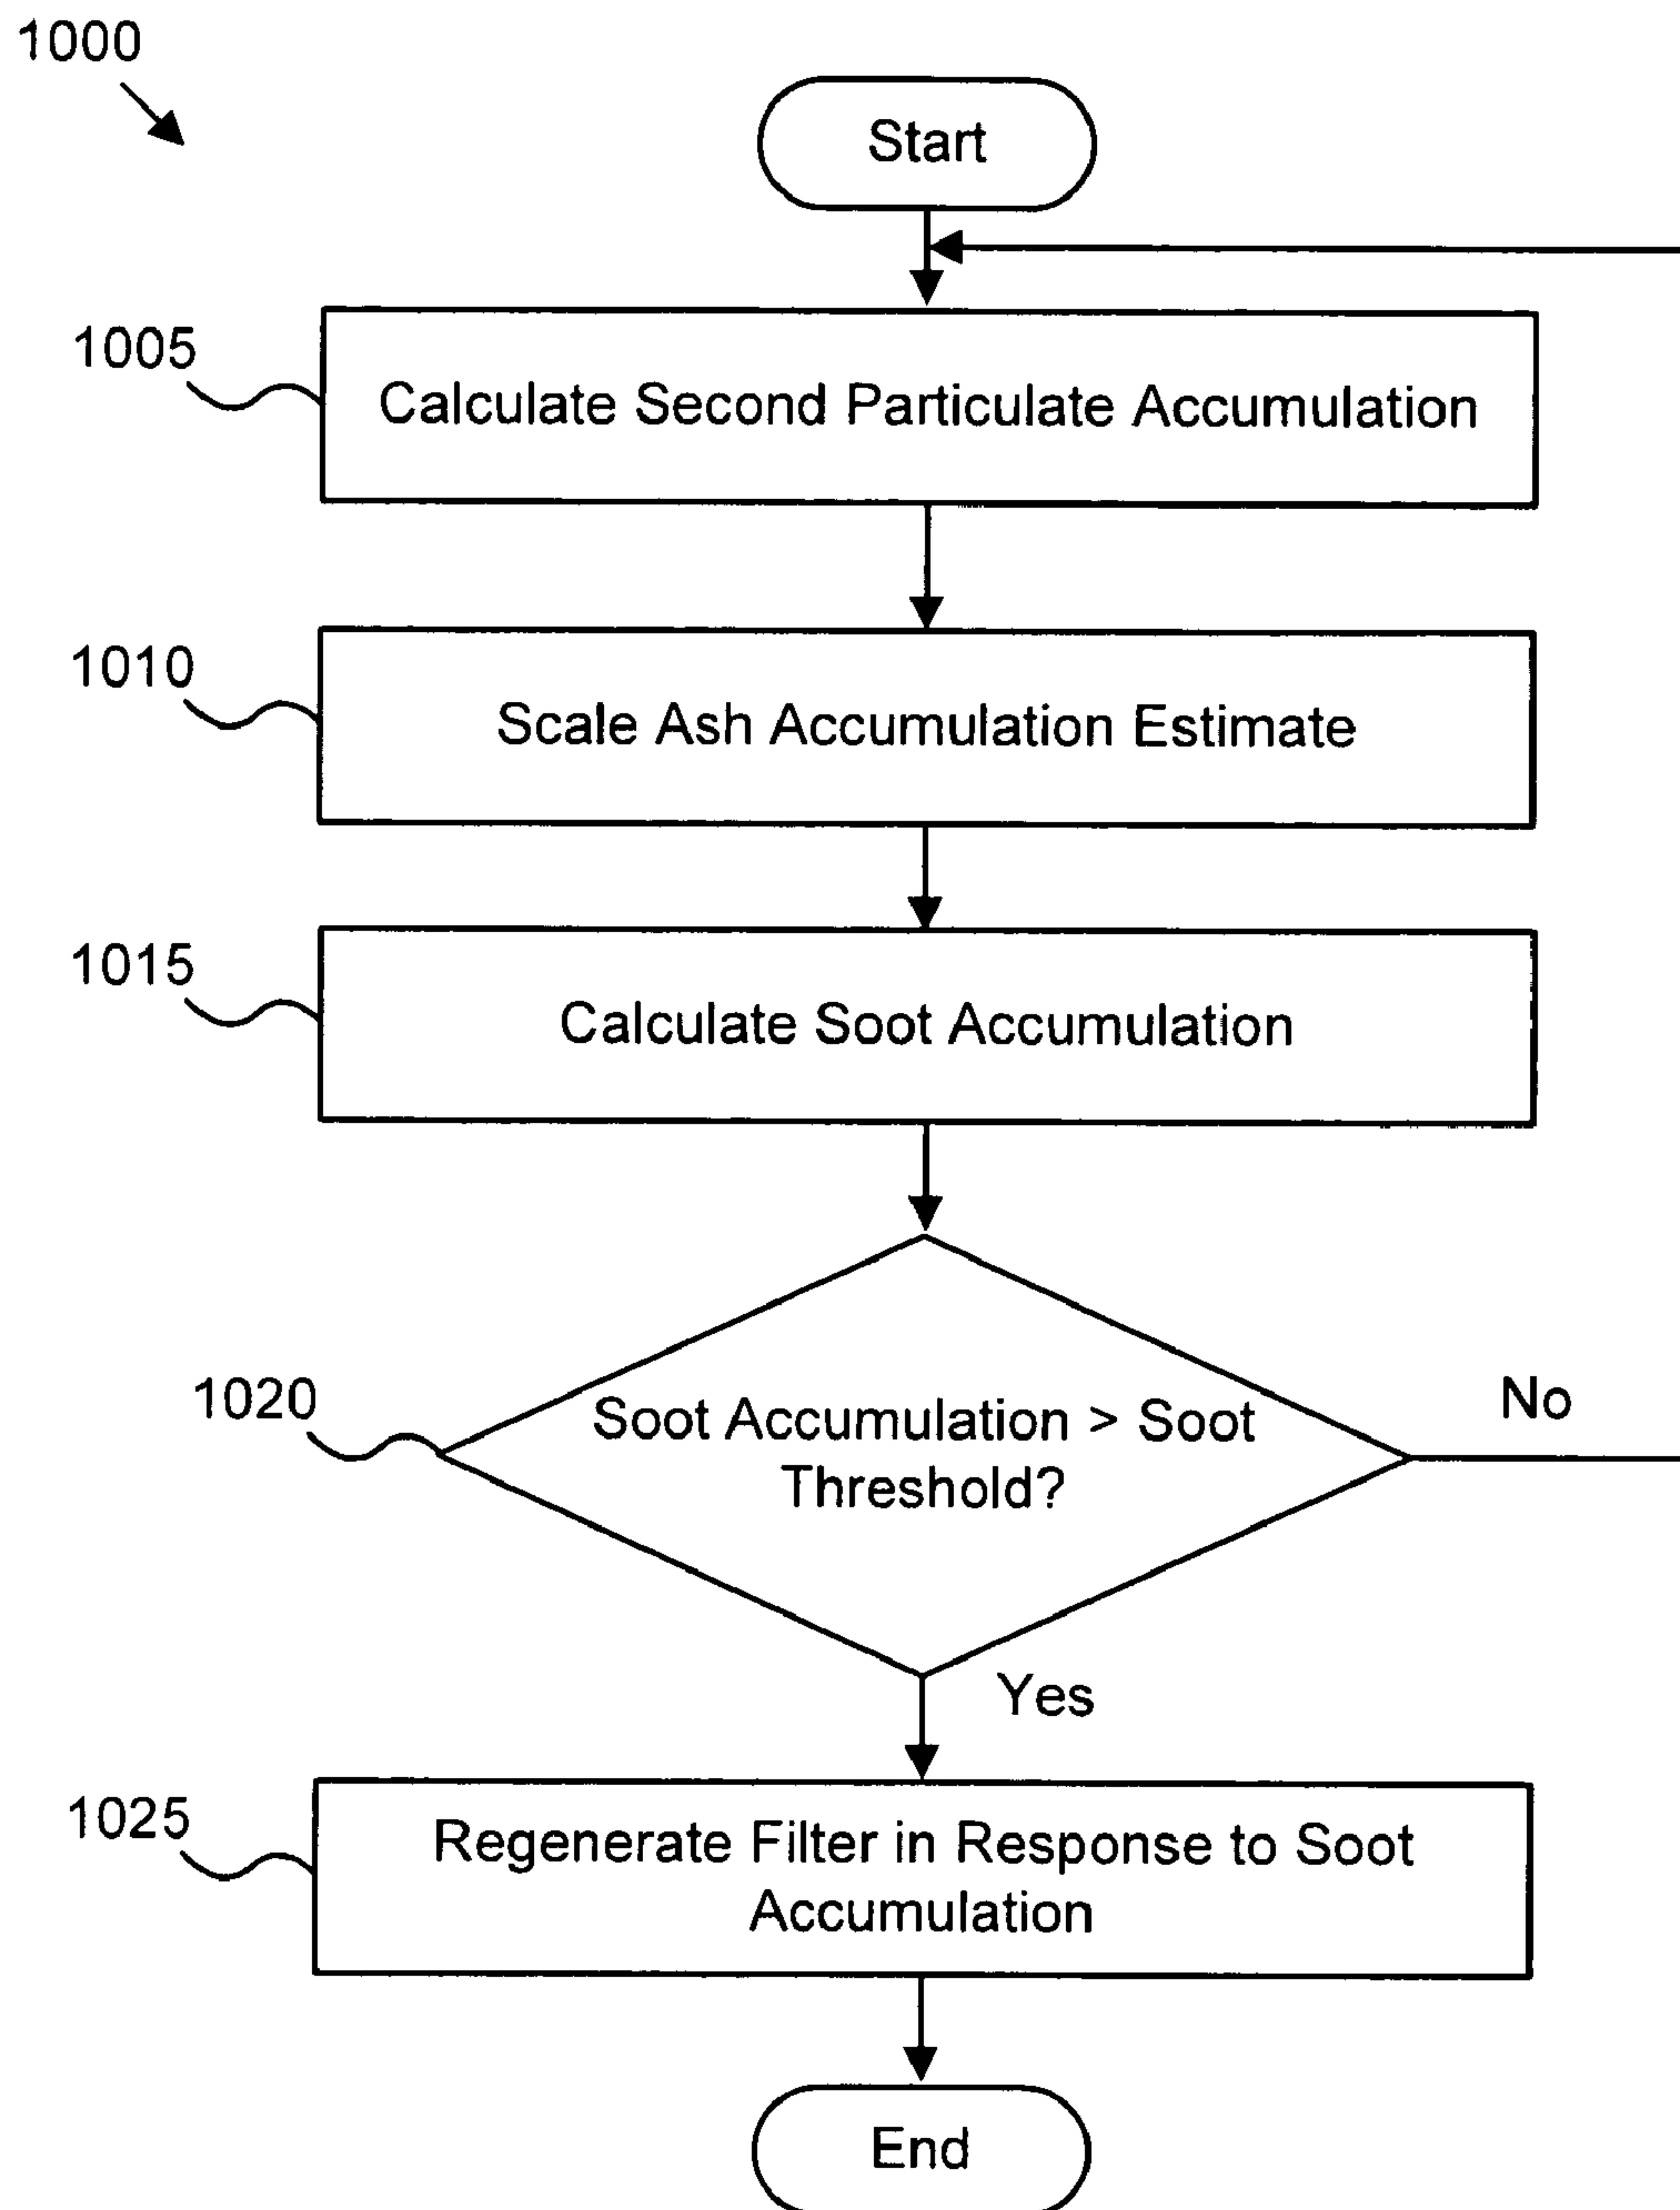 1000
Start
1005
Calculate Second Particulate Accumulation
1010
Scale Ash Accumulation Estimate
1015
Calculate Soot Accumulation
1020
Soot Accumulation > Soot
Threshold?
No
Yes
1025
Regenerate Filter in Response to Soot
Accumulation
End